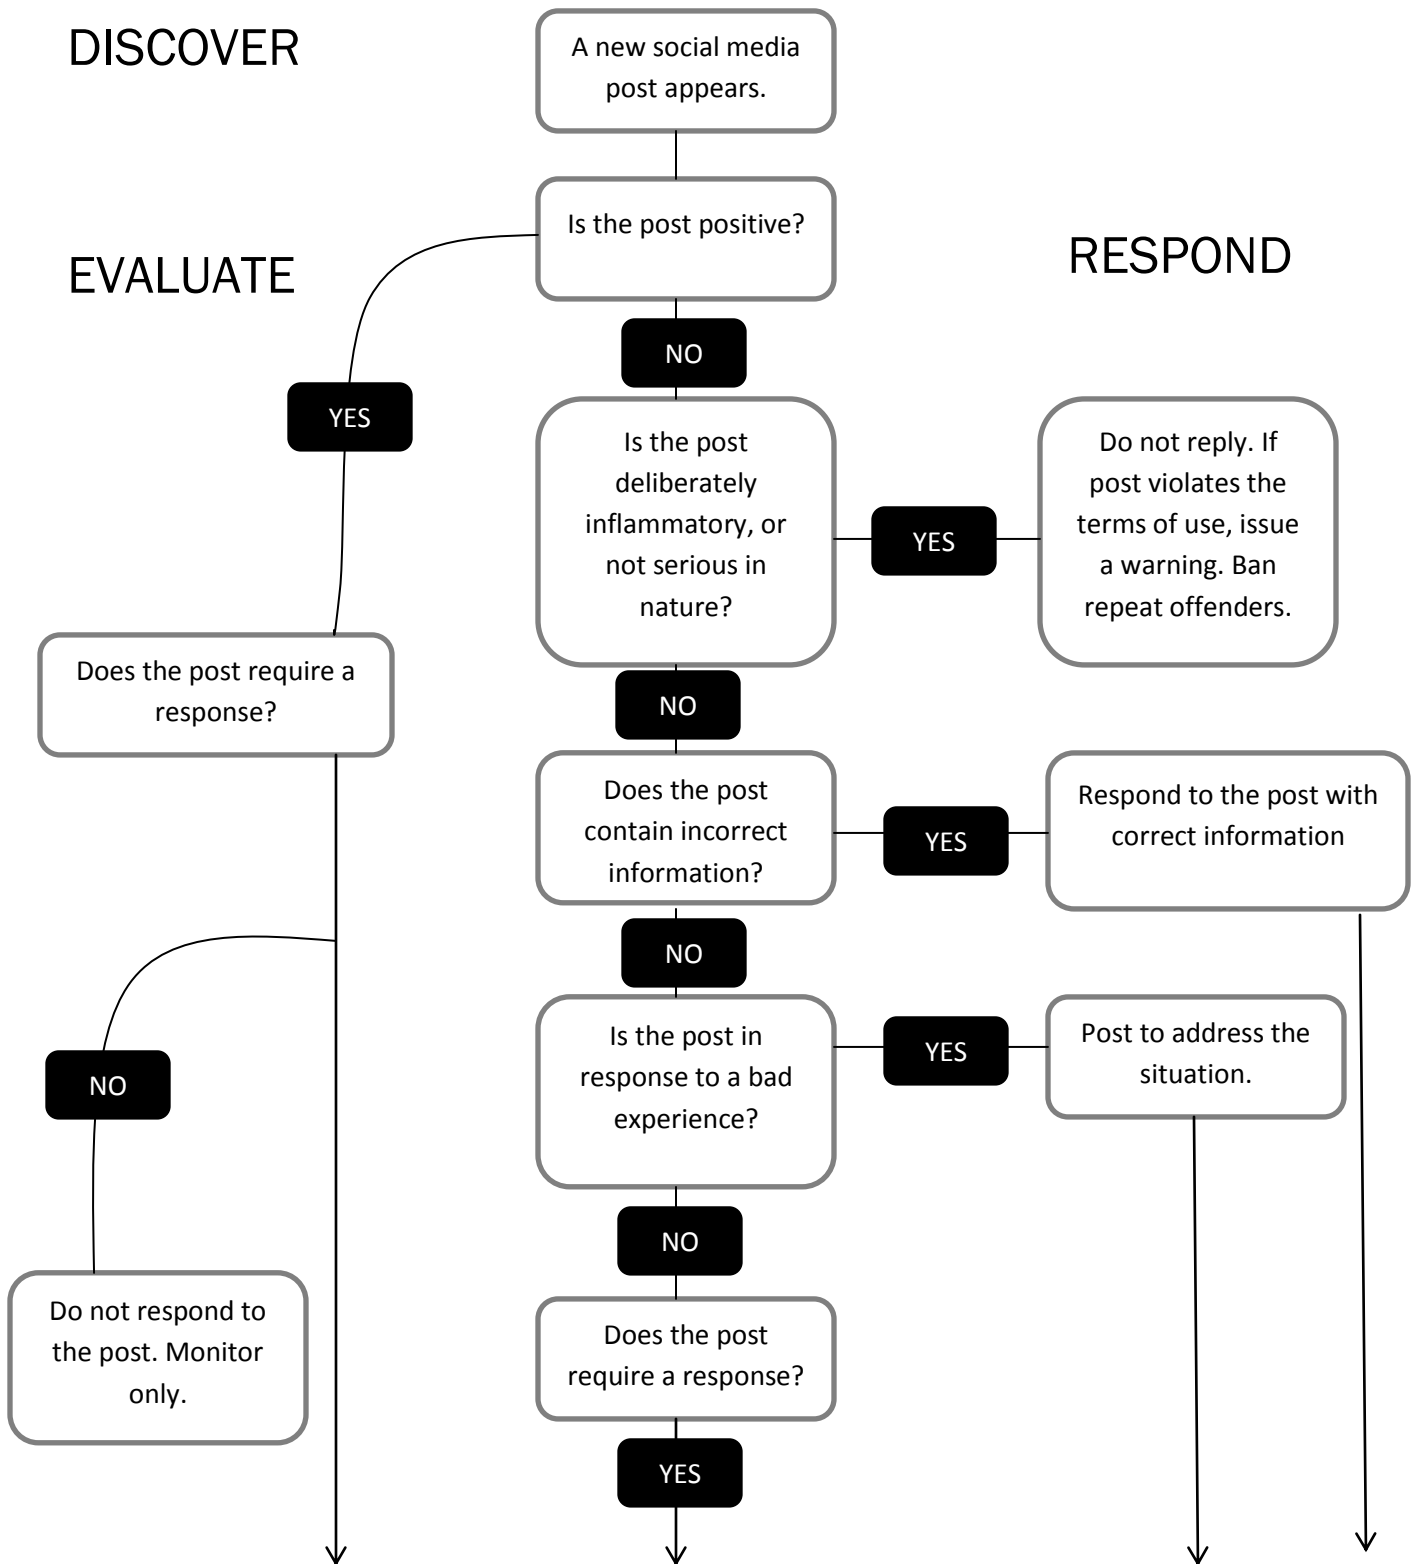 DISCOVER
A new social media
post appears.
Is the post positive?
EVALUATE
RESPOND
NO
YES
Is the post
deliberately
inflammatory, or
not serious in
nature?
YES
Do not reply. If
post violates the
terms of use, issue
a warning. Ban
repeat offenders.
Does the post require a
response?
NO
Does the post
contain incorrect
information?
YES
Respond to the post with
correct information
NO
Is the post in
response to a bad
experience?
YES
Post to address the
situation.
NO
NO
Do not respond to
the post. Monitor
only.
Does the post
require a response?
YES